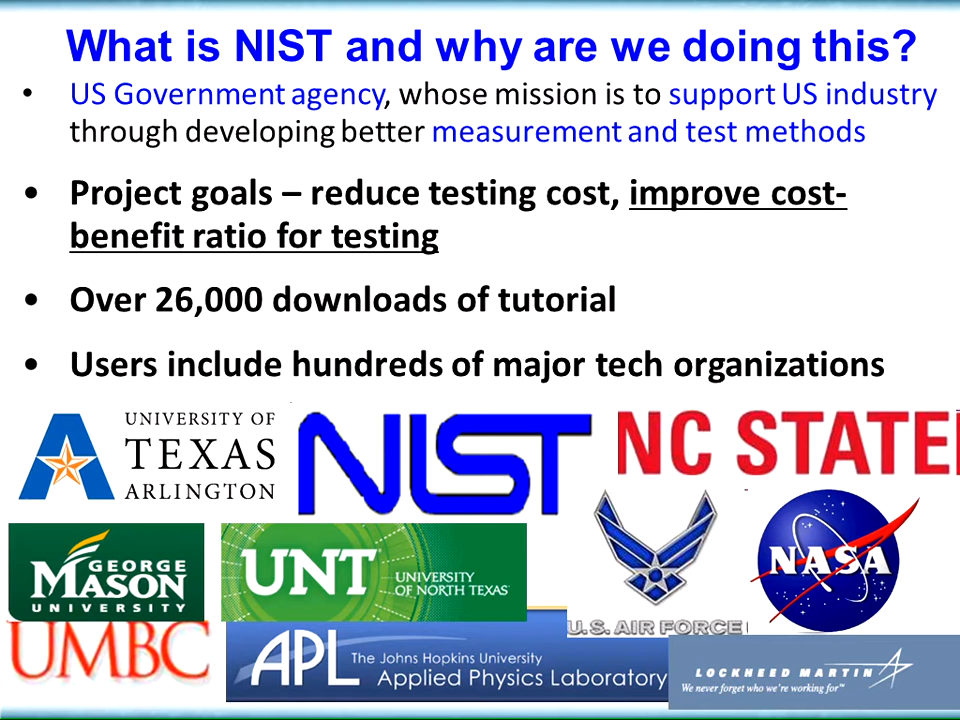 What is NIST and why are we doing this?
• US Government agency, whose mission is to support US industry
through developing better measurement and test methods
• Project goals – reduce testing cost, improve cost-
benefit ratio for testing
• Over 26,000 downloads of tutorial
• Users include hundreds of major tech organizations
UNIVERSITY OF
TEXAS
ARLINGTON
NIST
NC STATE
GEORGE
MASON
UNIVERSITY
UNT
UNIVERSITY
OF NORTH TEXAS
U.S. AIR FORCE
NASA
UMBC
APL
The Johns Hopkins University
Applied Physics Laboratory
LOCKHEED MARTIN
We never forget who we're working for™